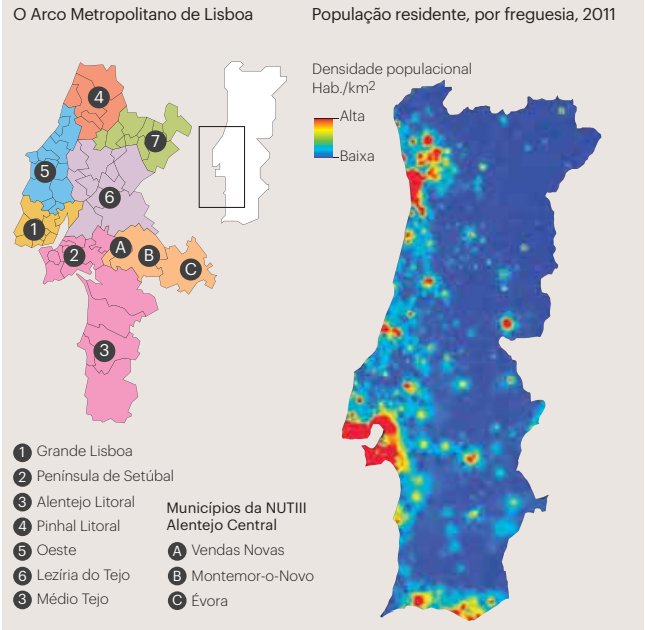 O Arco Metropolitano de Lisboa
4
7
5
6
1
2
A
B
C
3
1 Grande Lisboa
2 Península de Setúbal
3 Alentejo Litoral
4 Pinhal Litoral
5 Oeste
6 Lezíria do Tejo
3 Médio Tejo
Municípios da NUTIII
Alentejo Central
A Vendas Novas
B Montemor-o-Novo
C Évora
População residente, por freguesia, 2011
Densidade populacional
Hab./km²
Alta
Baixa